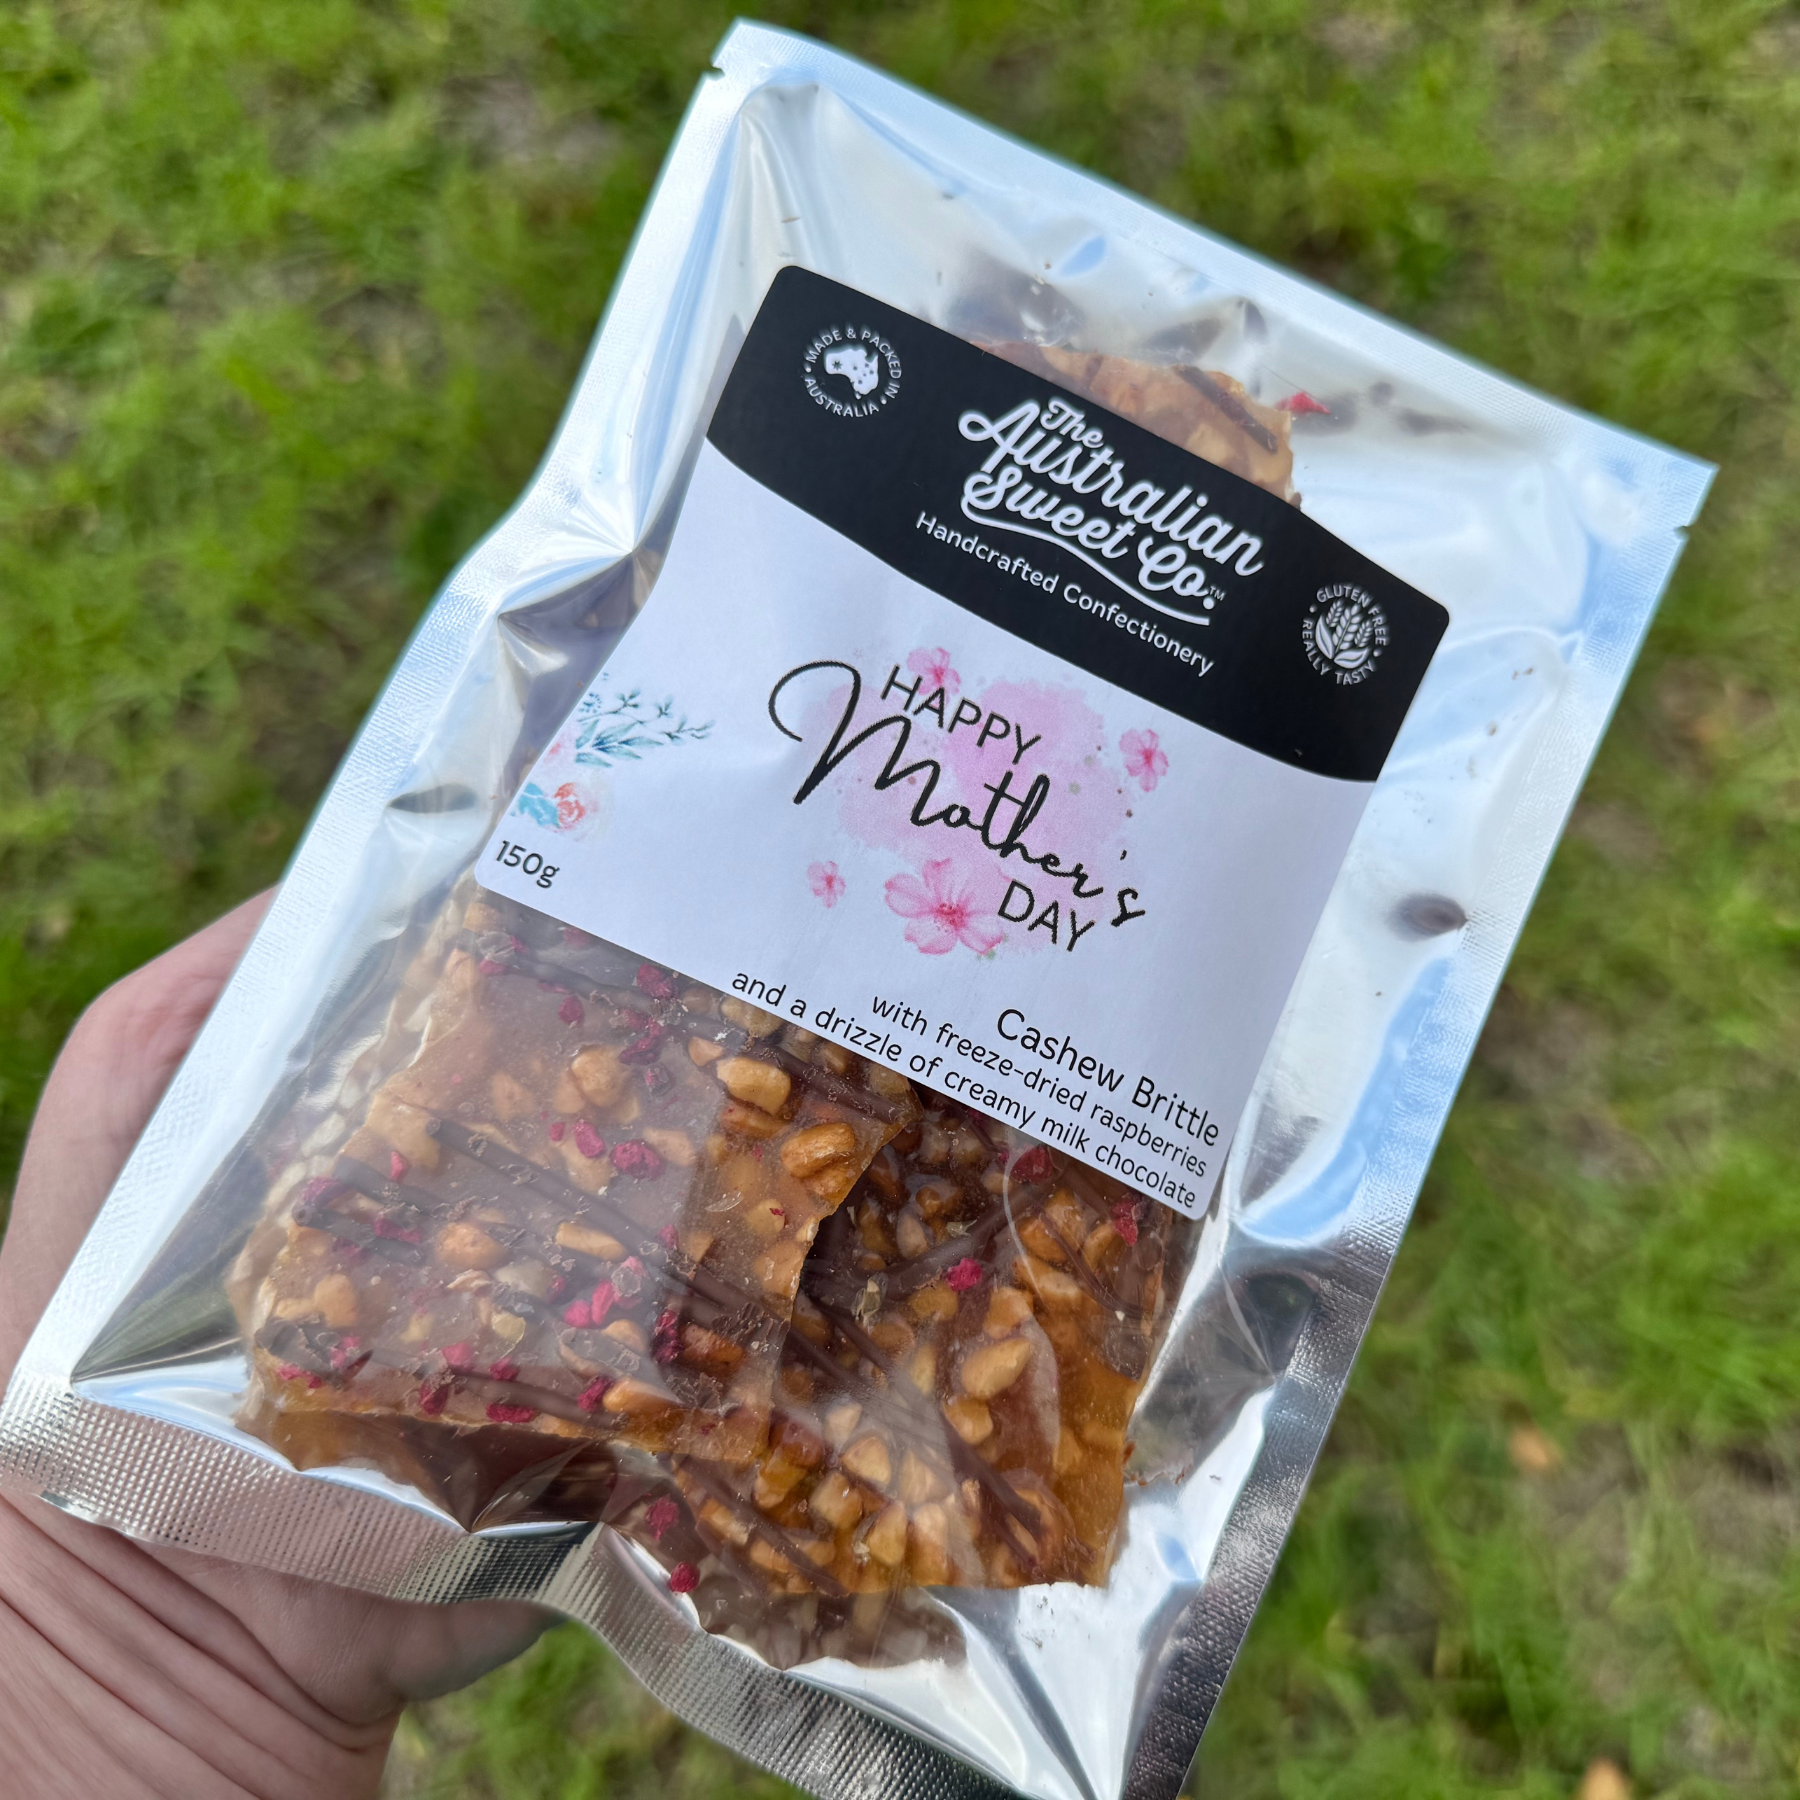 • MADE & PACKED IN •
AUSTRALIA
The
Australian
Sweet Co.™
Handcrafted Confectionery
GLUTEN FREE •
REALLY TASTY
HAPPY
Mother's
DAY
150g
Cashew Brittle
with freeze-dried raspberries
and a drizzle of creamy milk chocolate